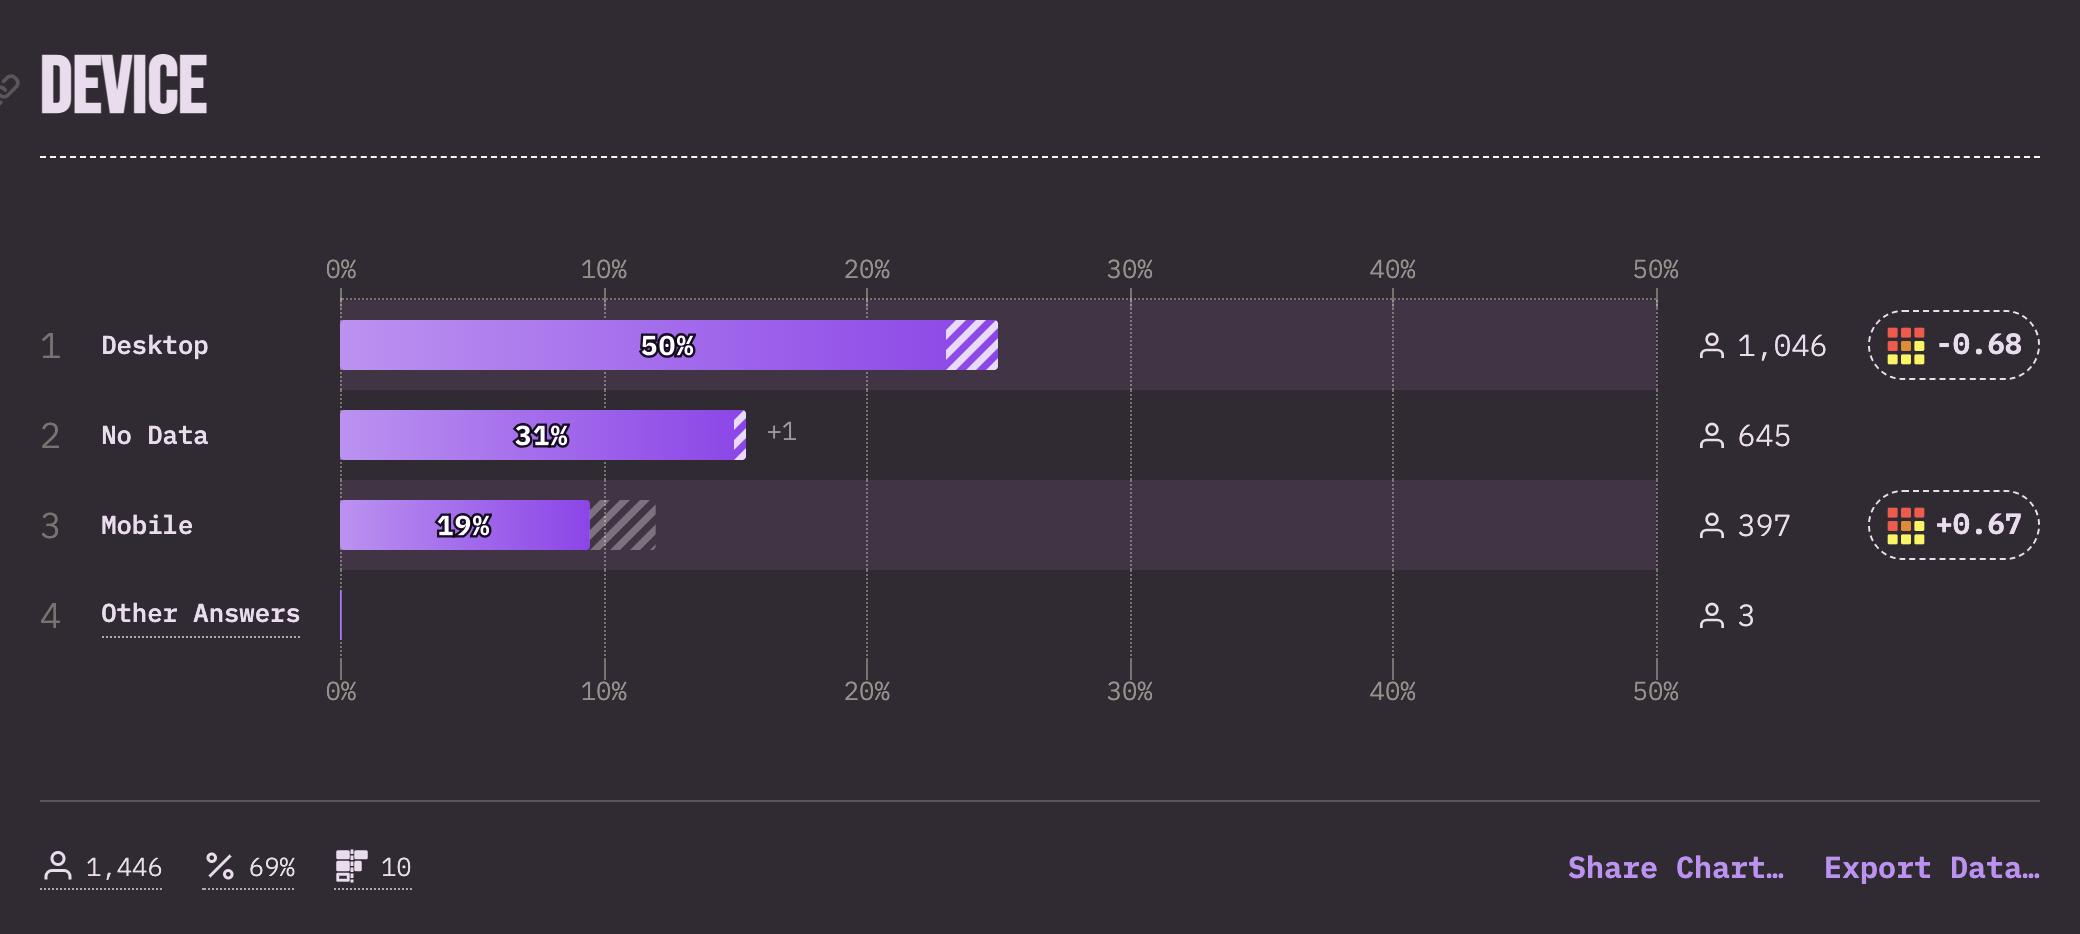 DEVICE
0% 10% 20% 30% 40% 50%
1 Desktop 50% 1,046 -0.68
2 No Data 31% +1 645
3 Mobile 19% 397 +0.67
4 Other Answers 3
0% 10% 20% 30% 40% 50%
1,446 % 69% 10 Share Chart… Export Data…